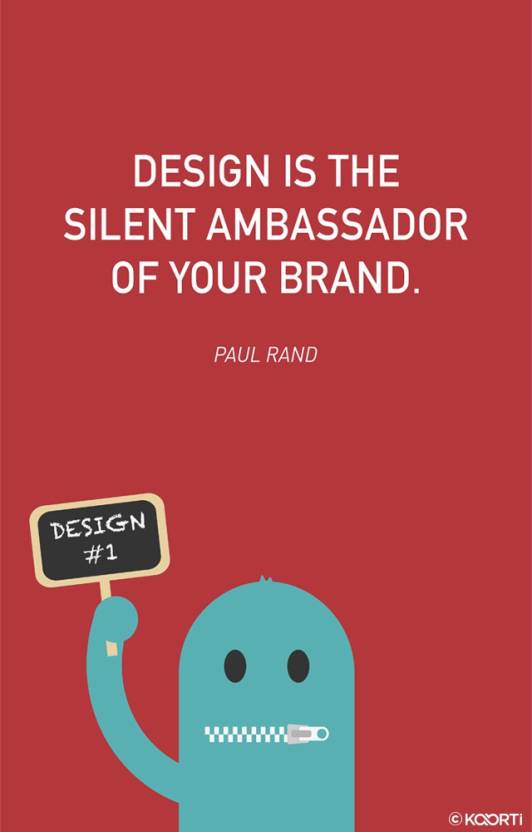 DESIGN IS THE
SILENT AMBASSADOR
OF YOUR BRAND.
PAUL RAND
DESIGN
#1
© KOORTI